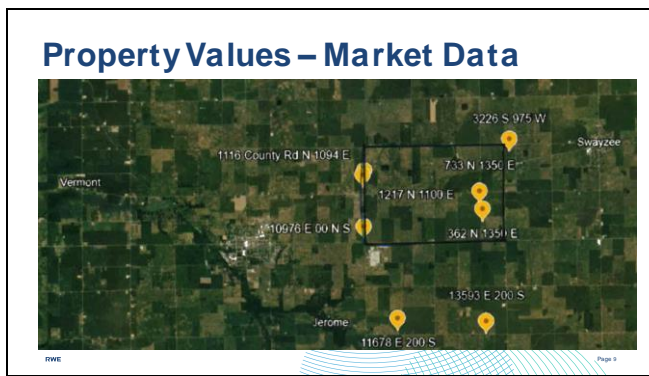 Property Values – Market Data
3226 S 975 W
Swayzee
1116 County Rd N 1094 E
733 N 1350 E
Vermont
1217 N 1100 E
10976 E 00 N S
362 N 1350 E
13593 E 200 S
Jerome
11678 E 200 S
RWE
Page 9